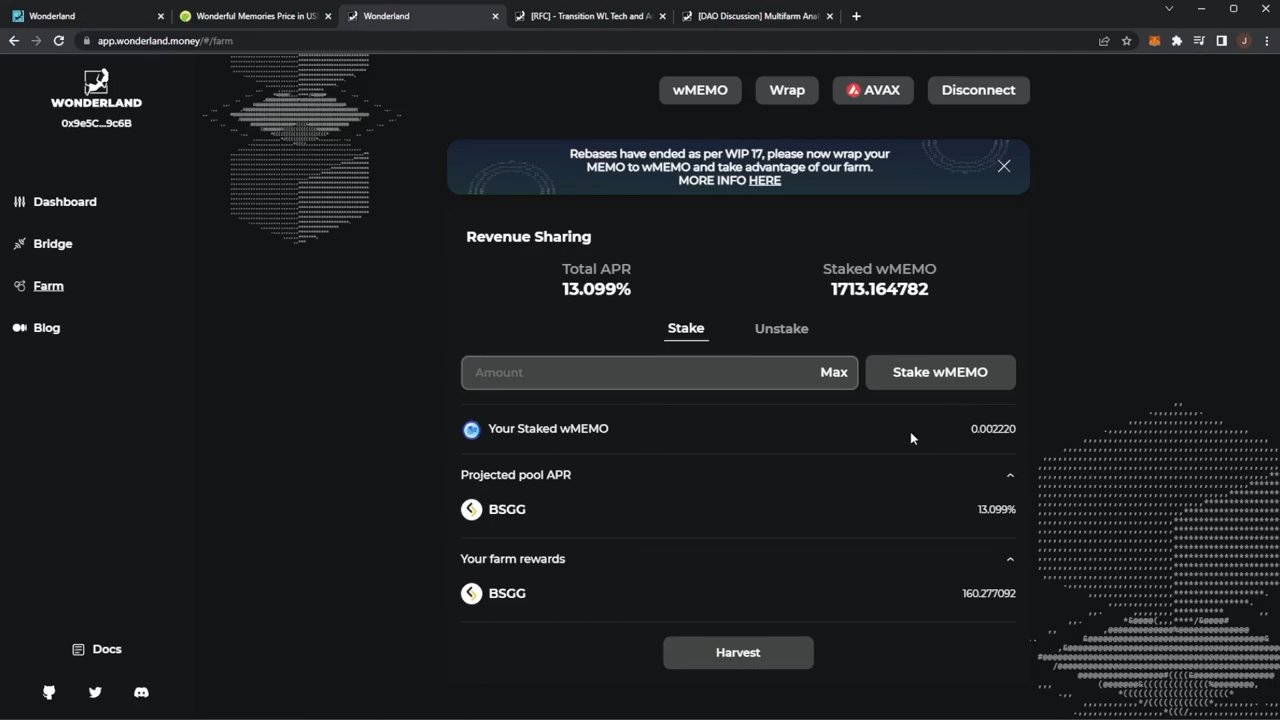 Wonderland
Wonderful Memories Price in US
Wonderland
[RFC] - Transition WL Tech and A
[DAO Discussion] Multifarm Anal
app.wonderland.money/#/farm
J
WONDERLAND
0x9e5C...9c6B
wMEMO
Wrap
AVAX
Disconnect
Rebases have ended as per WIP 17, please now wrap your
MEMO to wMEMO and take advantage of our farm.
MORE INFO HERE
Dashboard
Bridge
Farm
Blog
Revenue Sharing
Total APR
Staked wMEMO
13.099%
1713.164782
Stake
Unstake
Amount
Max
Stake wMEMO
Your Staked wMEMO
0.002220
Projected pool APR
BSGG
13.099%
Your farm rewards
BSGG
160.277092
Harvest
Docs